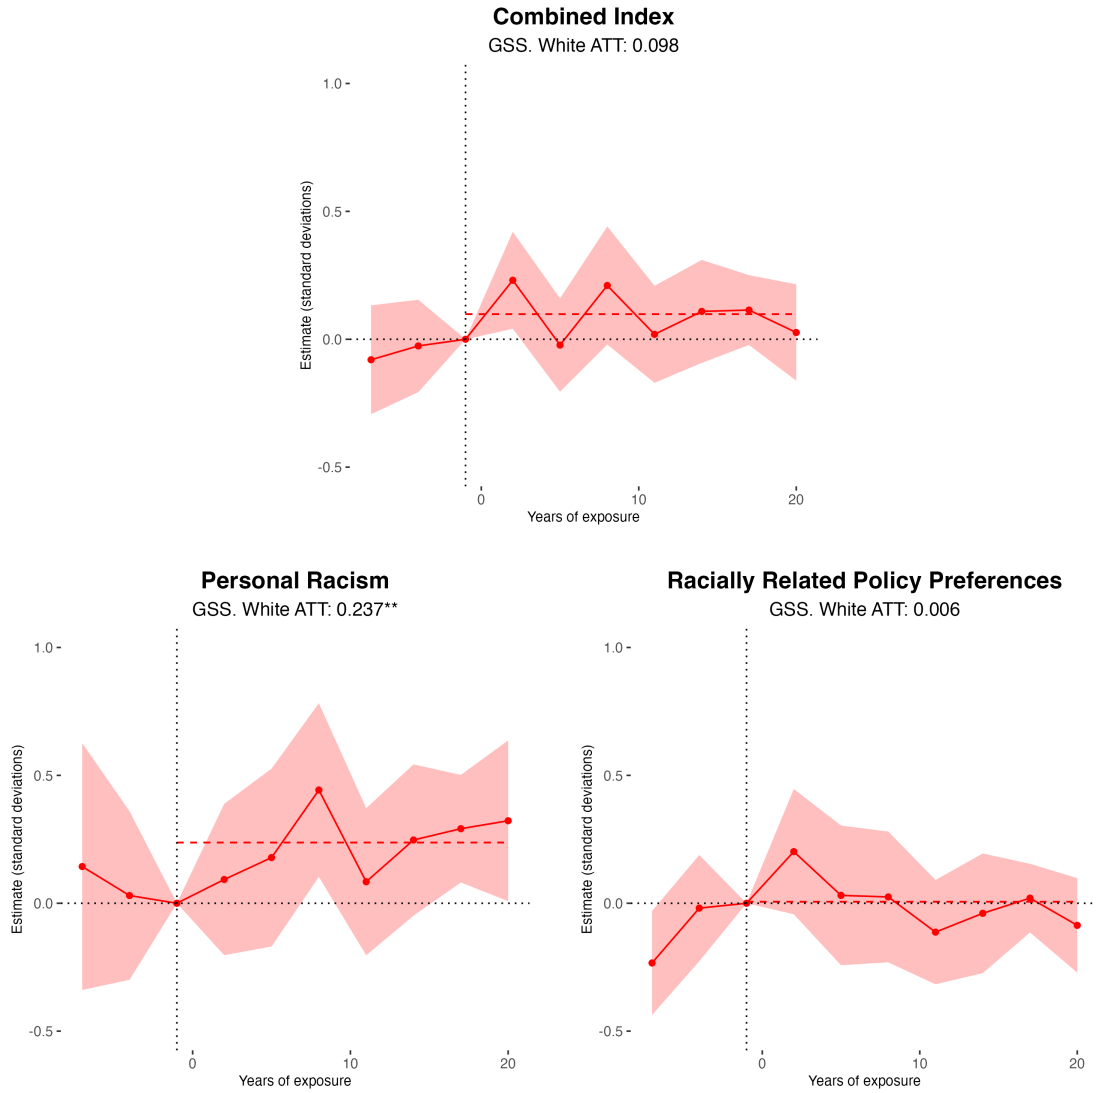 Combined Index
GSS. White ATT: 0.098
1.0
0.5
0.0
-0.5
Estimate (standard deviations)
0
10
20
Years of exposure
Personal Racism
GSS. White ATT: 0.237**
1.0
0.5
0.0
-0.5
Estimate (standard deviations)
0
10
20
Years of exposure
Racially Related Policy Preferences
GSS. White ATT: 0.006
1.0
0.5
0.0
-0.5
Estimate (standard deviations)
0
10
20
Years of exposure